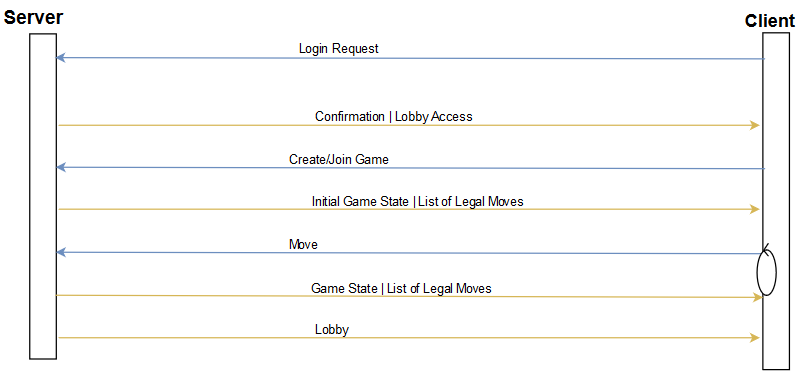 Server
Client
Login Request
Confirmation | Lobby Access
Create/Join Game
Initial Game State | List of Legal Moves
Move
Game State | List of Legal Moves
Lobby